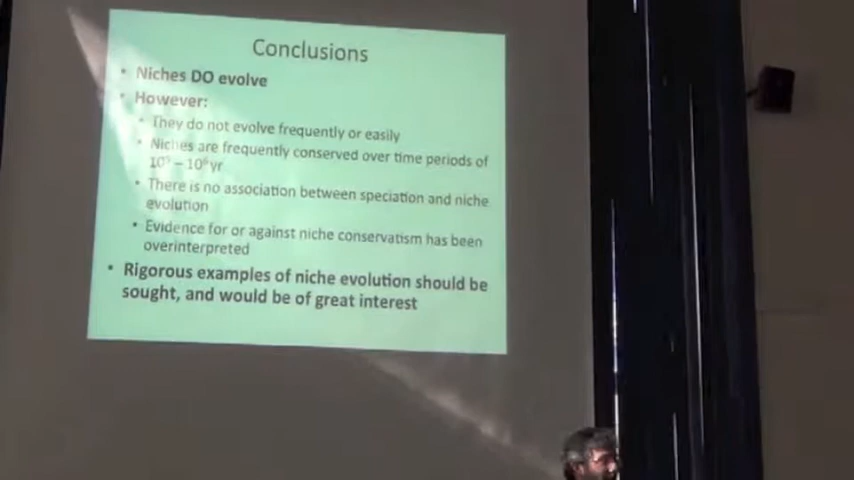 Conclusions
• Niches DO evolve
• However:
• They do not evolve frequently or easily
• Niches are frequently conserved over time periods of
– yr
• There is no association between speciation and niche
evolution
• Evidence for or against niche conservatism has been
overinterpreted
• Rigorous examples of niche evolution should be
sought, and would be of great interest